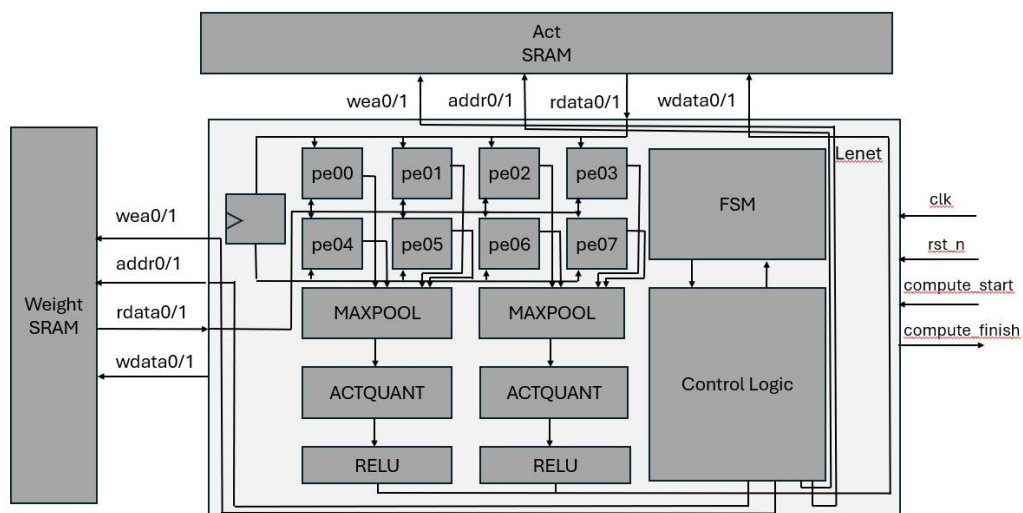 Act
SRAM
wea0/1
addr0/1
rdata0/1
wdata0/1
Lenet
pe00
pe01
pe02
pe03
FSM
clk
wea0/1
pe04
pe05
pe06
pe07
rst_n
addr0/1
compute_start
Weight
SRAM
rdata0/1
MAXPOOL
MAXPOOL
compute_finish
wdata0/1
ACTQUANT
ACTQUANT
Control Logic
RELU
RELU